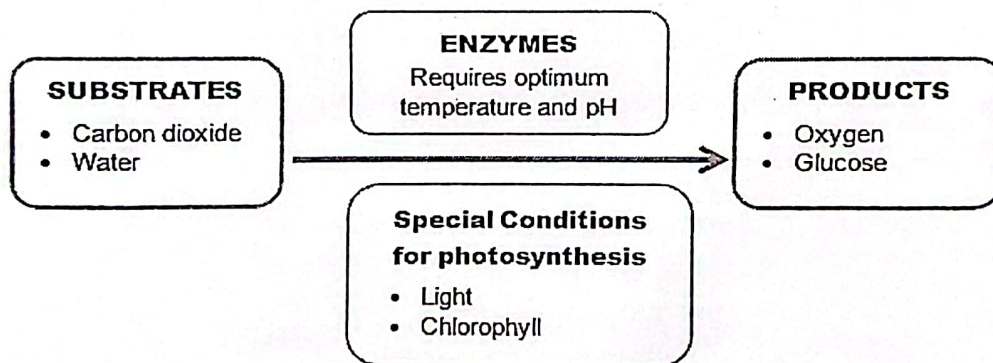 SUBSTRATES
• Carbon dioxide
• Water
ENZYMES
Requires optimum
temperature and pH
Special Conditions
for photosynthesis
• Light
• Chlorophyll
PRODUCTS
• Oxygen
• Glucose